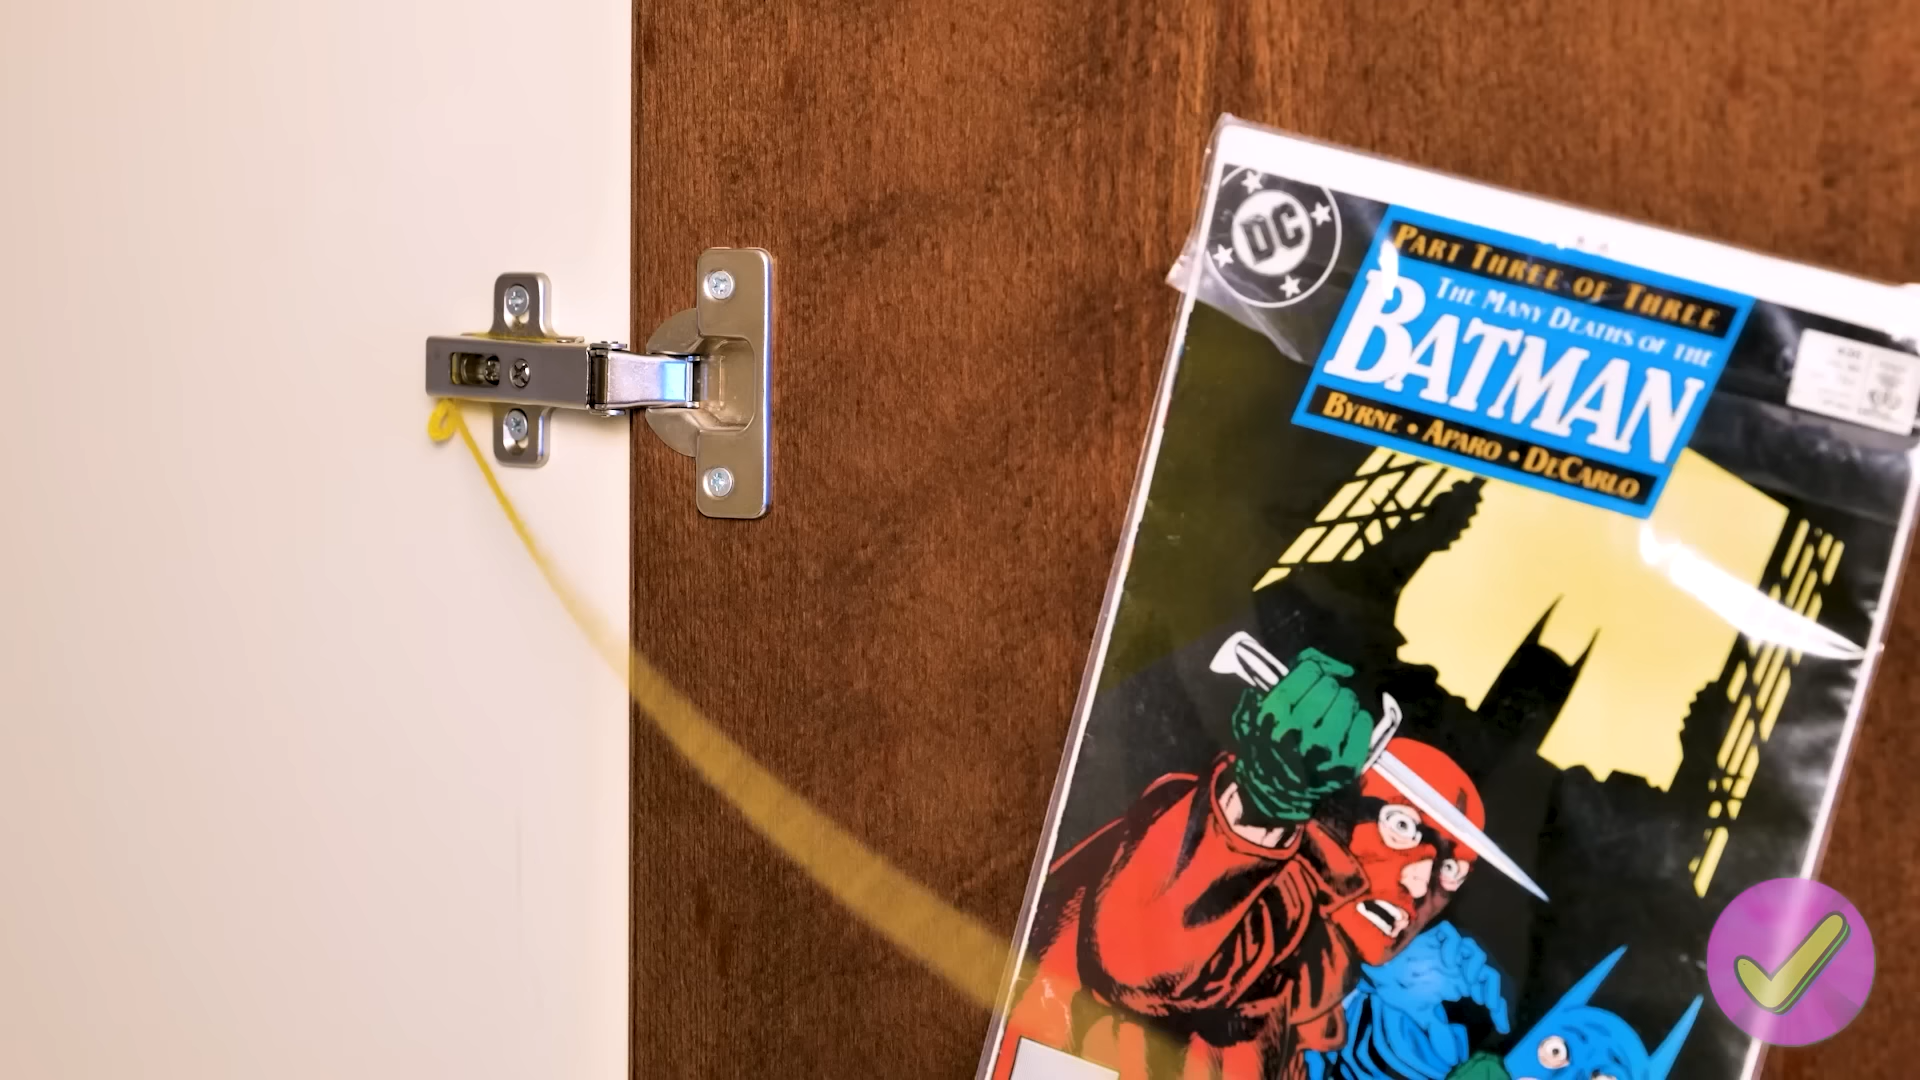 DC
PART THREE OF THREE
THE MANY DEATHS OF THE
BATMAN
BYRNE • APARO • DECARLO